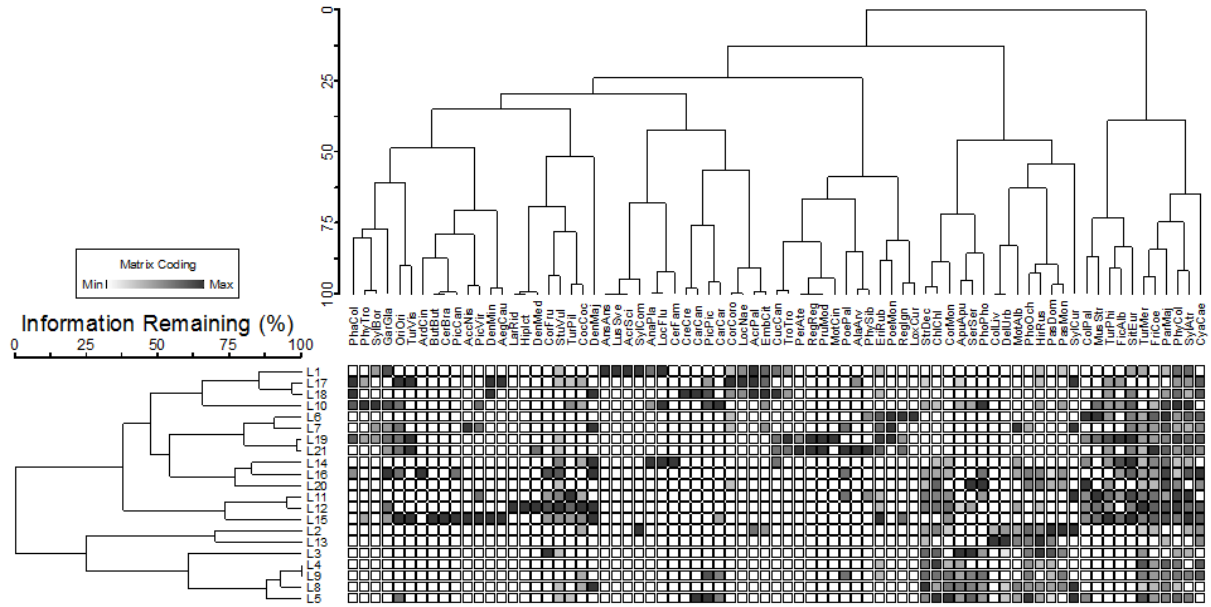 0
25
50
75
100
Matrix Coding
Min
Max
Information Remaining (%)
0
25
50
75
100
PhaCol
PhyTro
SylBor
GarGla
OriOri
TurVis
ArdCin
ButBut
CerBra
PicCan
AccNis
PicVir
DenMin
AegCau
LarRid
HipIct
DenMed
CorFru
StuVul
TurPil
CocCoc
DenMaj
AnsAns
LusSve
AcrSci
SylCom
AnaPla
LocFlu
CerFam
CreCre
CarCan
PicPic
CarCar
CorCoro
AcrPal
EmbCit
CucCan
TroTro
PerAte
RegReg
PruMod
MotCin
PoePal
AlaArv
PhySib
EriRub
PoeMon
RegIgn
LoxCur
StrDec
ChlChl
CorMon
ApuApu
SerSer
PhoPho
ColLiv
DelUrb
MotAlb
PhoOch
HirRus
PasDom
PasMon
SylCur
ColPal
MusStr
TurPhi
FicAlb
SitEur
TurMer
FriCoe
ParMaj
PhyCol
SylAtr
CyaCae
L1
L17
L18
L10
L6
L7
L19
L21
L14
L16
L20
L11
L12
L15
L2
L13
L3
L4
L9
L8
L5